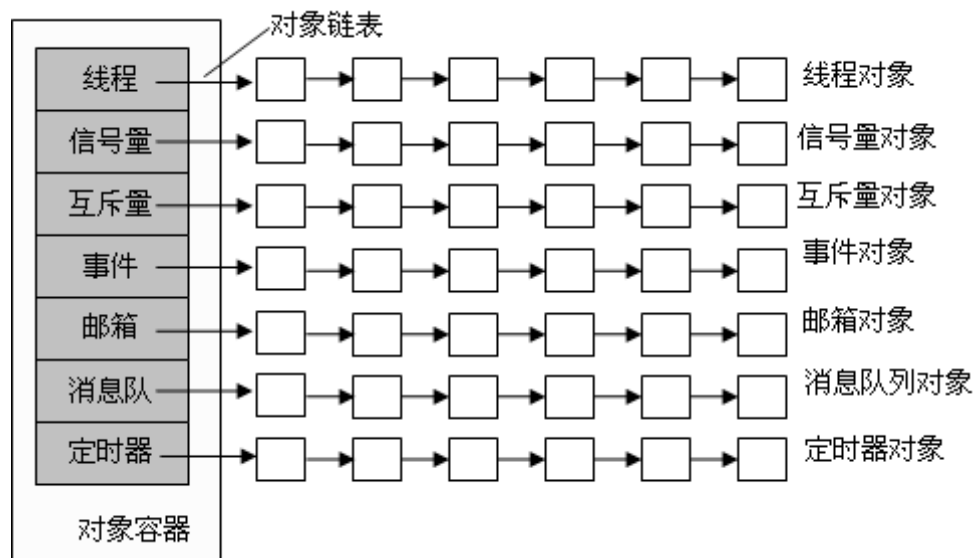 对象链表
线程
线程对象
信号量
信号量对象
互斥量
互斥量对象
事件
事件对象
邮箱
邮箱对象
消息队
消息队列对象
定时器
定时器对象
对象容器